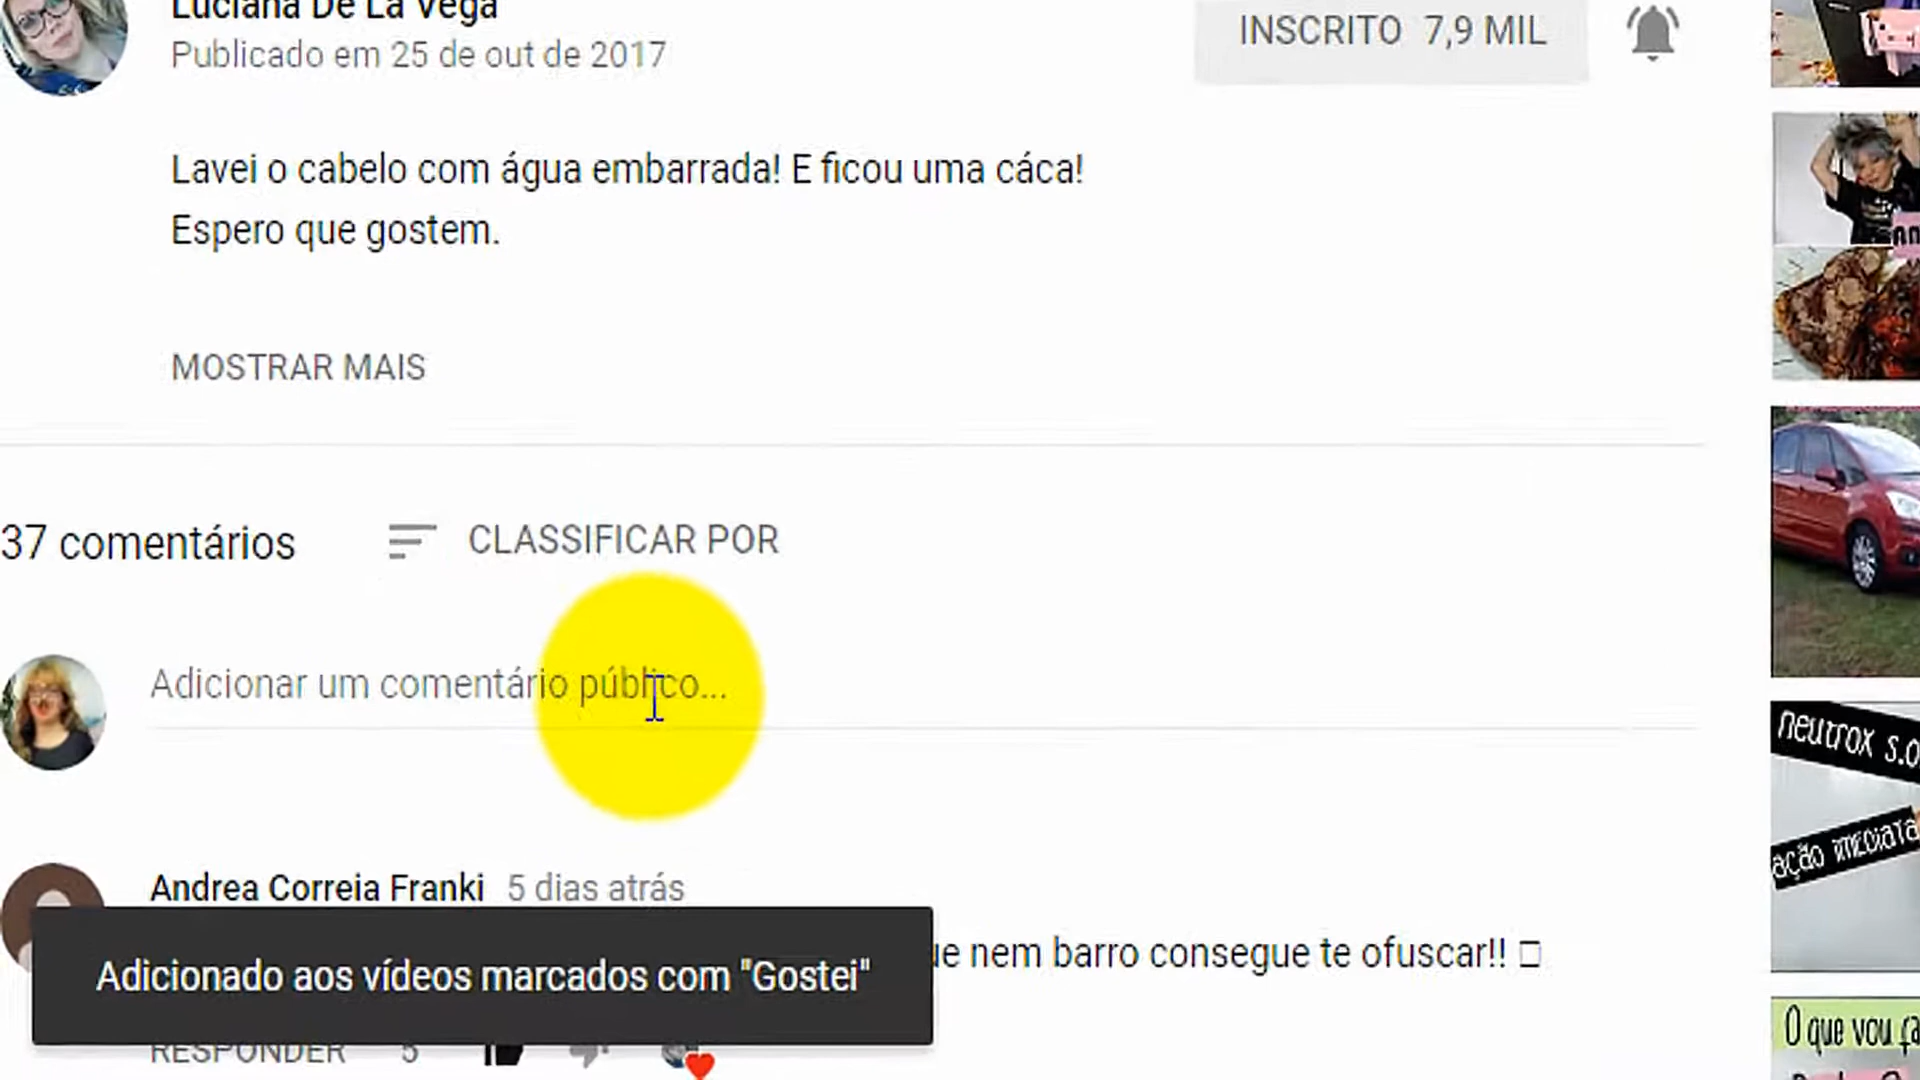 Luciana De La Vega
Publicado em 25 de out de 2017
INSCRITO 7,9 MIL
Lavei o cabelo com água embarrada! E ficou uma cáca!
Espero que gostem.
MOSTRAR MAIS
37 comentários
CLASSIFICAR POR
Adicionar um comentário público...
Andrea Correia Franki 5 dias atrás
nem barro consegue te ofuscar!!
Adicionado aos vídeos marcados com "Gostei"
RESPONDER 5
neutrox s.o
ação imediata
O que vou